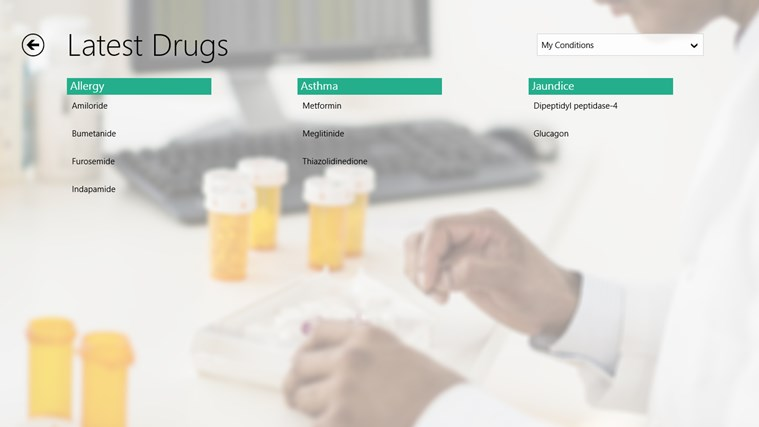 Latest Drugs
My Conditions
Allergy
Amiloride
Bumetanide
Furosemide
Indapamide
Asthma
Metformin
Meglitinide
Thiazolidinedione
Jaundice
Dipeptidyl peptidase-4
Glucagon